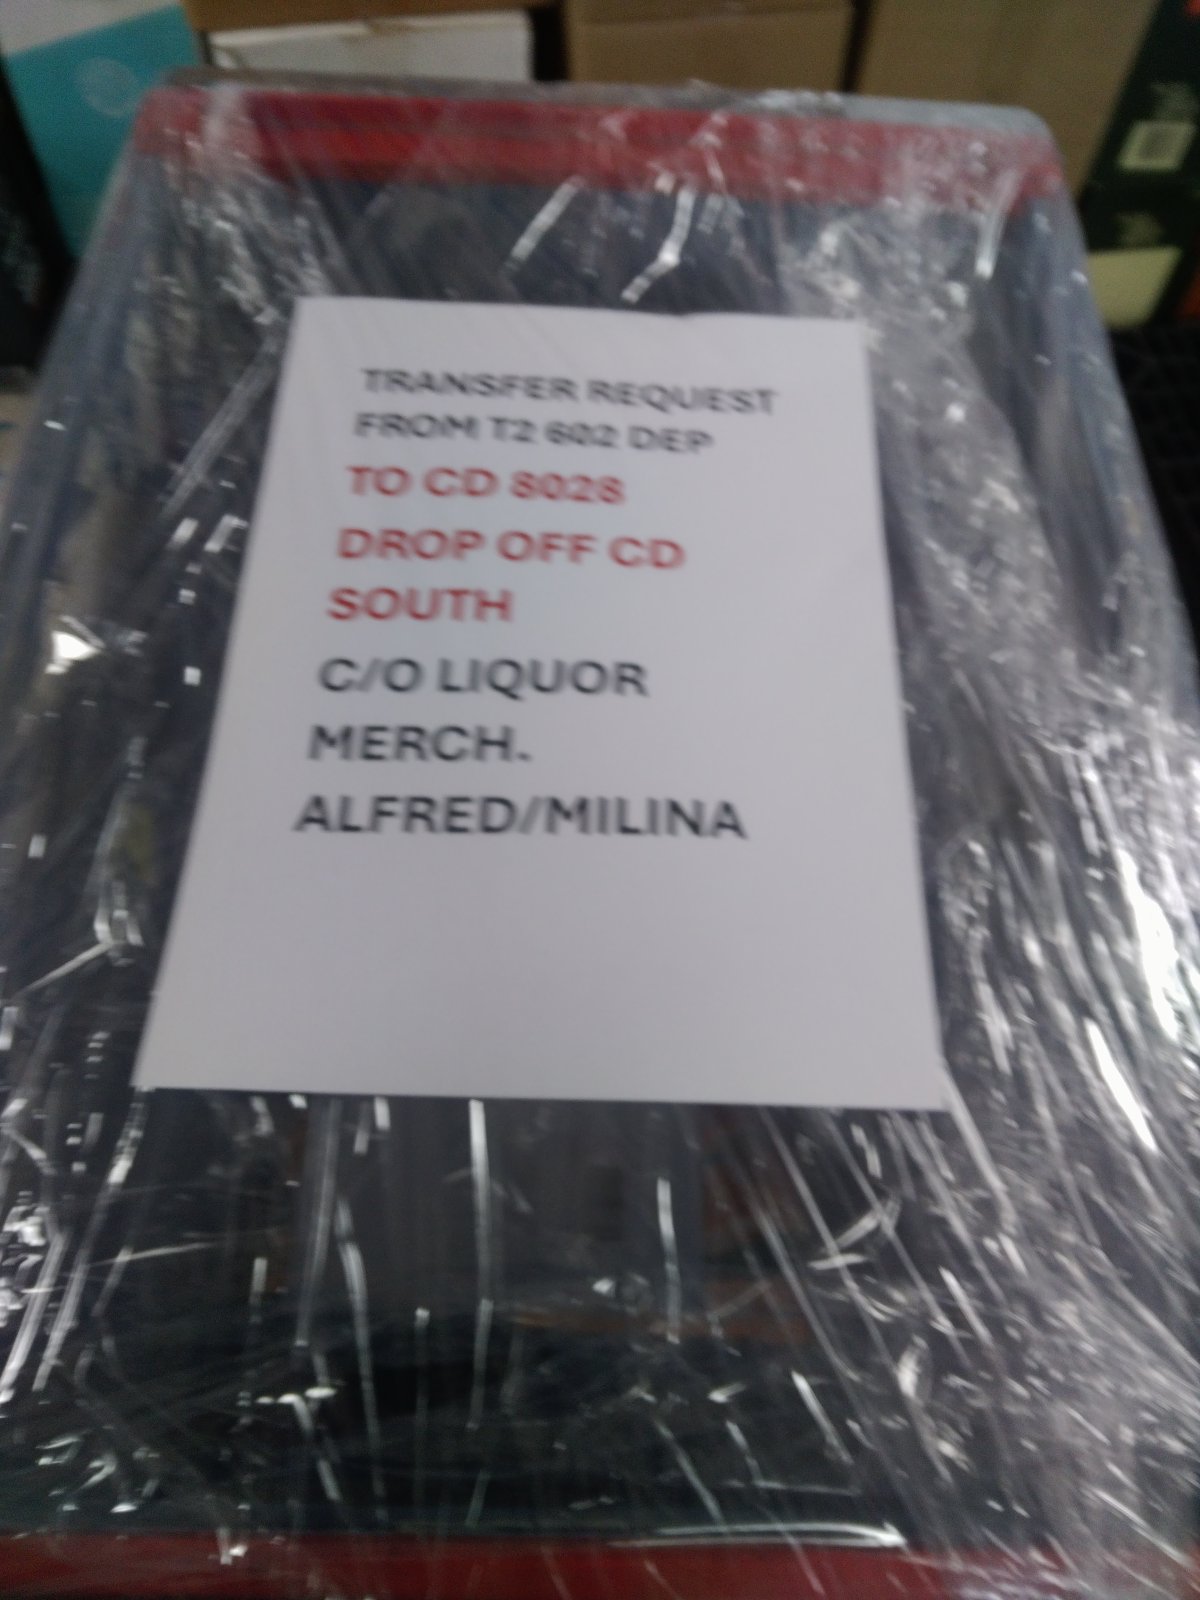 TRANSFER REQUEST
FROM T2 602 DEP
TO CD 8028
DROP OFF CD
SOUTH
C/O LIQUOR
MERCH.
ALFRED/MILINA